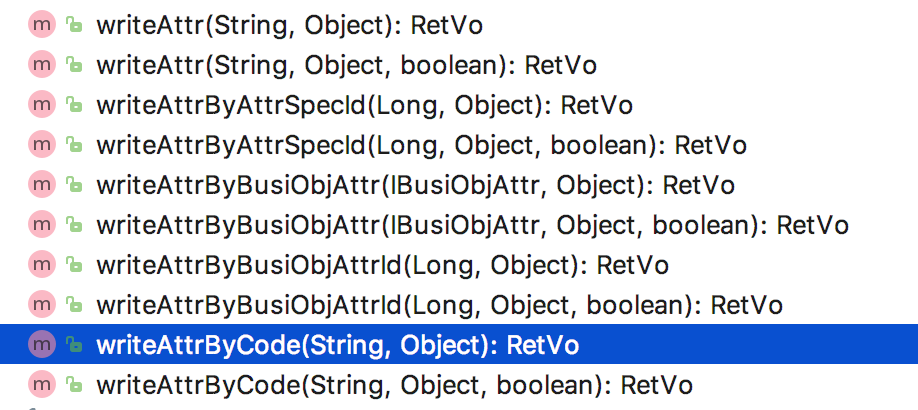 m writeAttr(String, Object): RetVo
m writeAttr(String, Object, boolean): RetVo
m writeAttrByAttrSpecId(Long, Object): RetVo
m writeAttrByAttrSpecId(Long, Object, boolean): RetVo
m writeAttrByBusiObjAttr(IBusiObjAttr, Object): RetVo
m writeAttrByBusiObjAttr(IBusiObjAttr, Object, boolean): RetVo
m writeAttrByBusiObjAttrId(Long, Object): RetVo
m writeAttrByBusiObjAttrId(Long, Object, boolean): RetVo
m writeAttrByCode(String, Object): RetVo
m writeAttrByCode(String, Object, boolean): RetVo